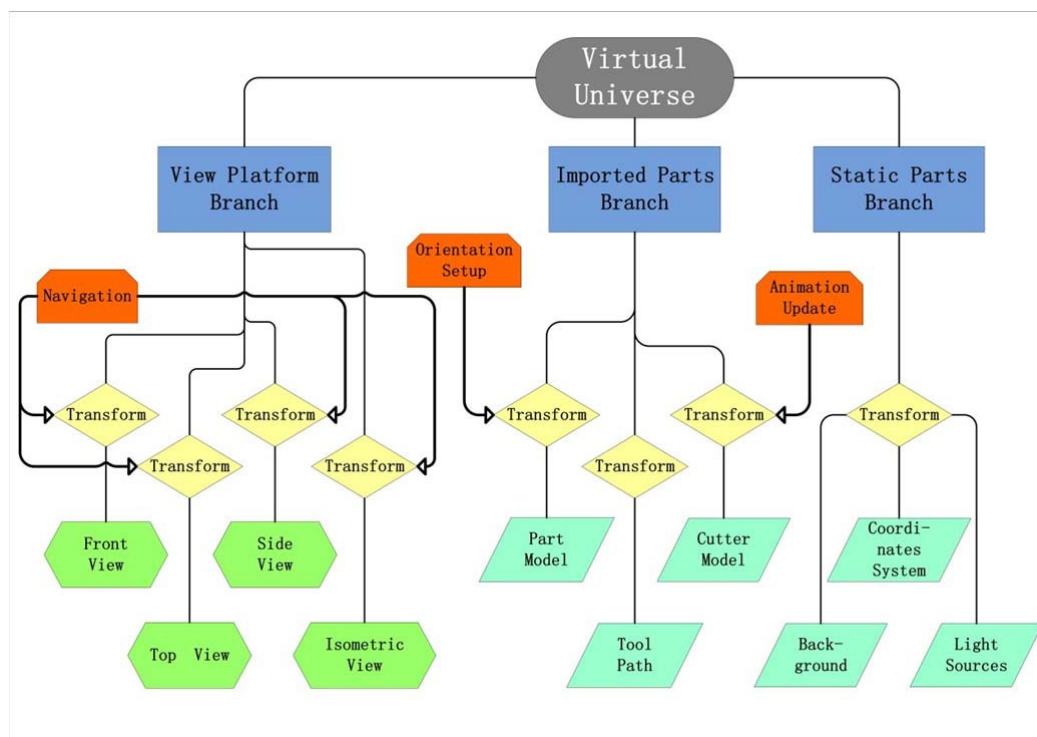 Virtual
Universe
View Platform
Branch
Imported Parts
Branch
Static Parts
Branch
Orientation
Setup
Navigation
Animation
Update
Transform
Transform
Transform
Transform
Transform
Transform
Transform
Transform
Front
View
Side
View
Part
Model
Cutter
Model
Coordi-
nates
System
Top View
Isometric
View
Tool
Path
Back-
ground
Light
Sources